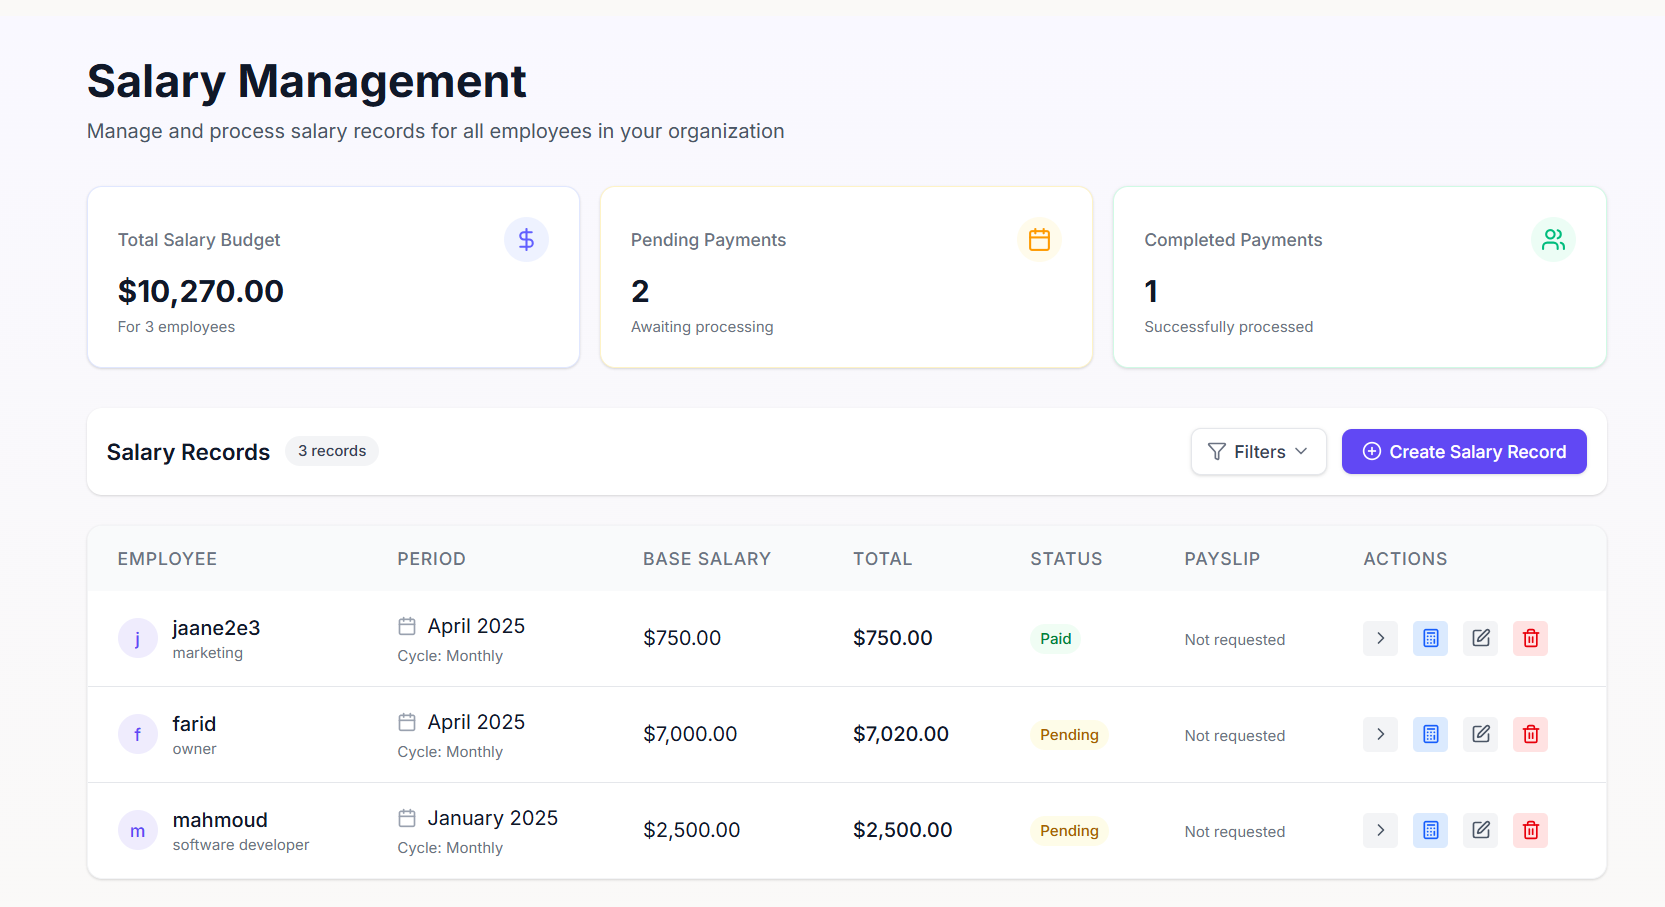 Salary Management
Manage and process salary records for all employees in your organization
Total Salary Budget
$10,270.00
For 3 employees
Pending Payments
2
Awaiting processing
Completed Payments
1
Successfully processed
Salary Records 3 records Filters Create Salary Record
EMPLOYEE PERIOD BASE SALARY TOTAL STATUS PAYSLIP ACTIONS
j jaane2e3 April 2025 $750.00 $750.00 Paid Not requested
marketing Cycle: Monthly
f farid April 2025 $7,000.00 $7,020.00 Pending Not requested
owner Cycle: Monthly
m mahmoud January 2025 $2,500.00 $2,500.00 Pending Not requested
software developer Cycle: Monthly